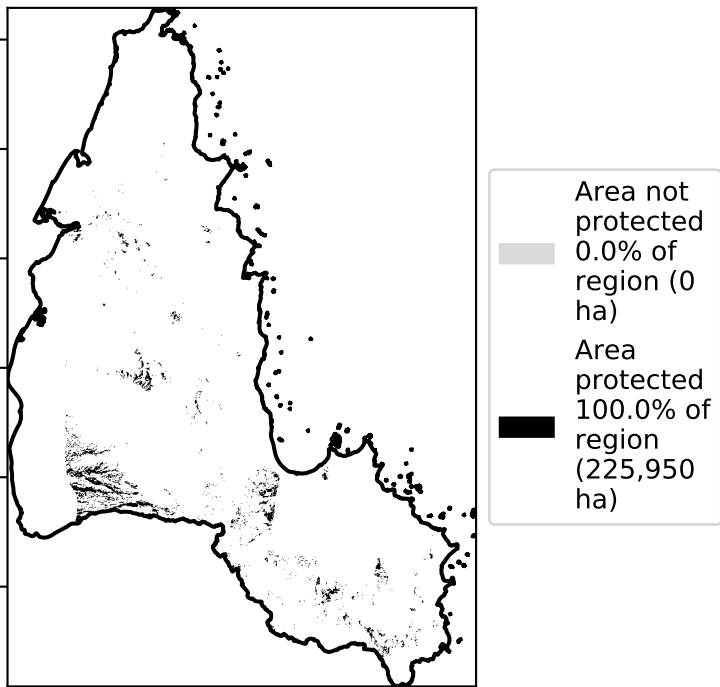 Area not
protected
0.0% of
region (0
ha)
Area
protected
100.0% of
region
(225,950
ha)